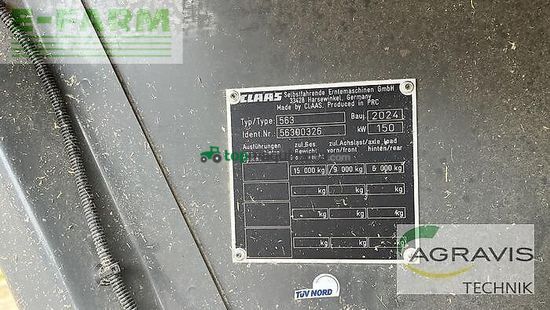 E-FARM
CLAAS Selbstfahrende Erntemaschinen GmbH
33428 Harsewinkel, Germany
Made by CLAAS, Produced in PRC
Typ/Type: 563 Bauj. 2024
Ident.Nr.: 56300326 kW 150
Ausführungen zul.Ges. zul.Achslast/axle load
Gewicht vorn/front hinten/rear
15 000 kg 9 000 kg 6 000 kg
kg kg kg
kg kg kg
kg kg kg
TÜV NORD
AGRAVIS
TECHNIK